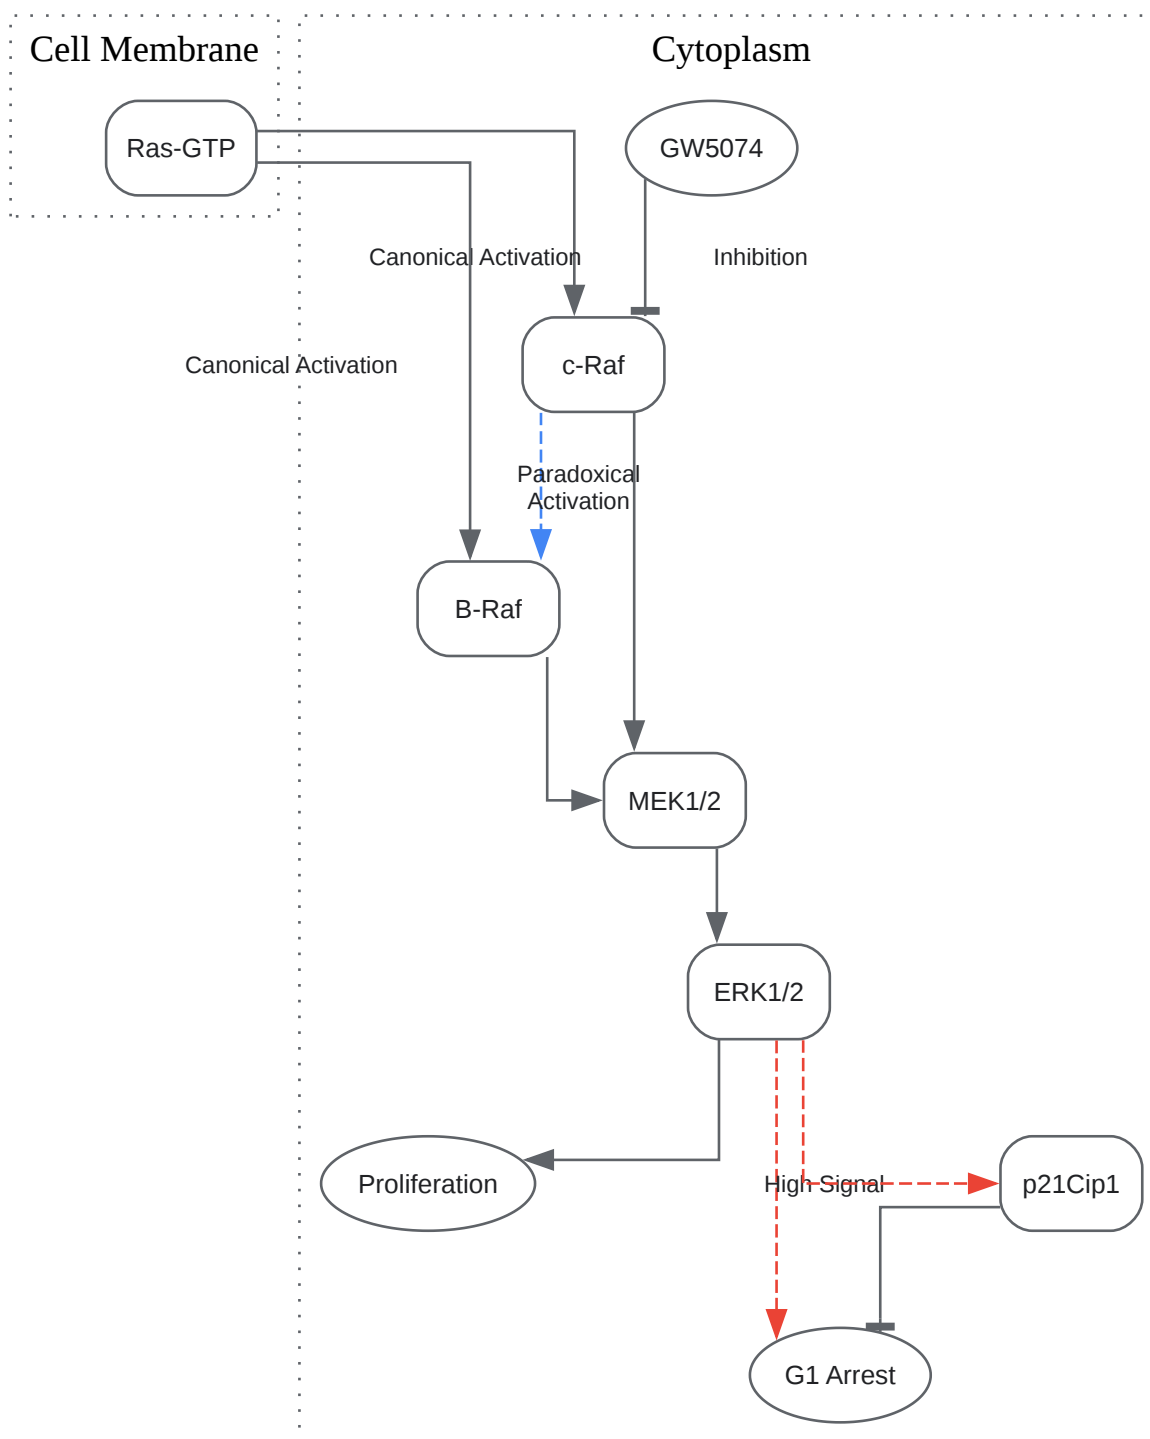 Cell Membrane
Cytoplasm
Ras-GTP
GW5074
Canonical Activation
Inhibition
Canonical Activation
c-Raf
Paradoxical
Activation
B-Raf
MEK1/2
ERK1/2
Proliferation
High Signal
p21Cip1
G1 Arrest